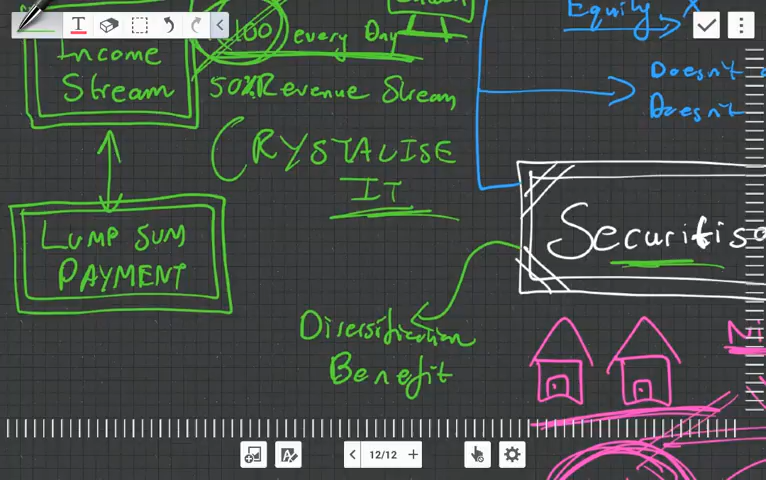 T
Income
Stream
100 every Day
50% Revenue Stream
CRYSTALISE
IT
LUMP SUM
PAYMENT
Equity X
Doesn't
Doesn't
Securitisa
Diversification
Benefit
A
12/12